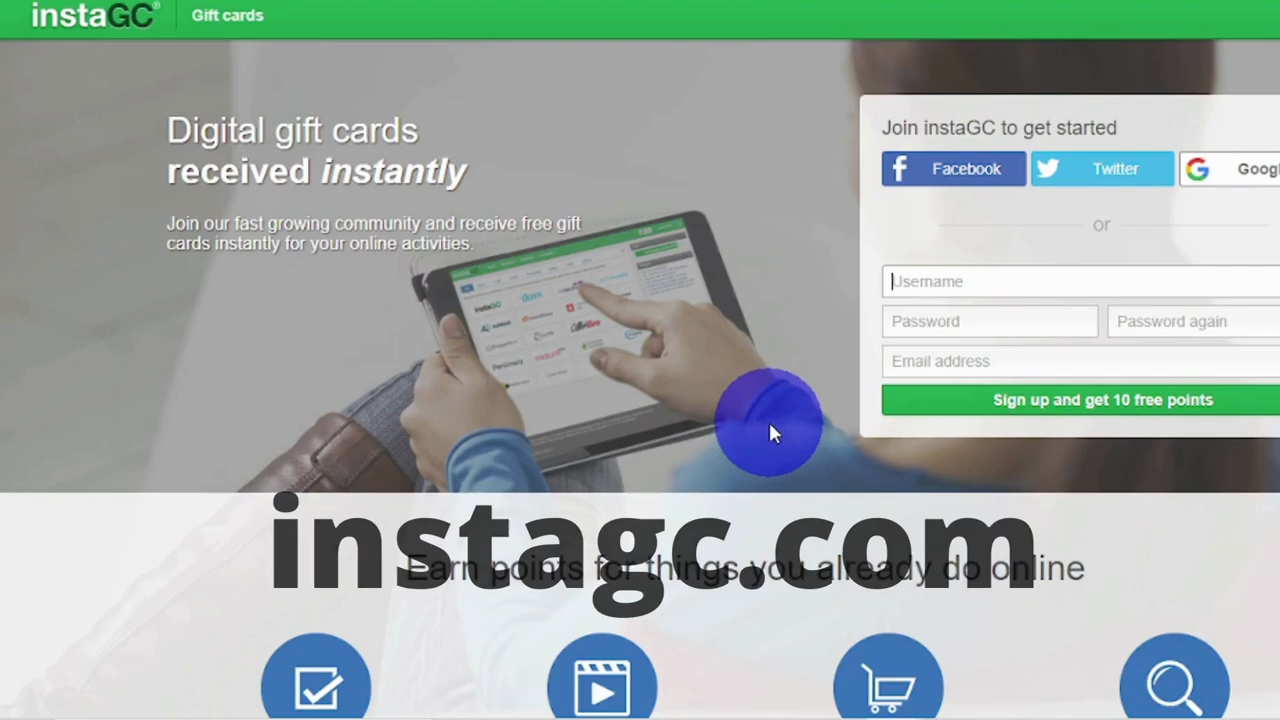 instaGC® Gift cards
Digital gift cards
received instantly
Join our fast growing community and receive free gift
cards instantly for your online activities.
Join instaGC to get started
Facebook Twitter Googl
or
Username
Password Password again
Email address
Sign up and get 10 free points
instagc.com
Earn points for things you already do online